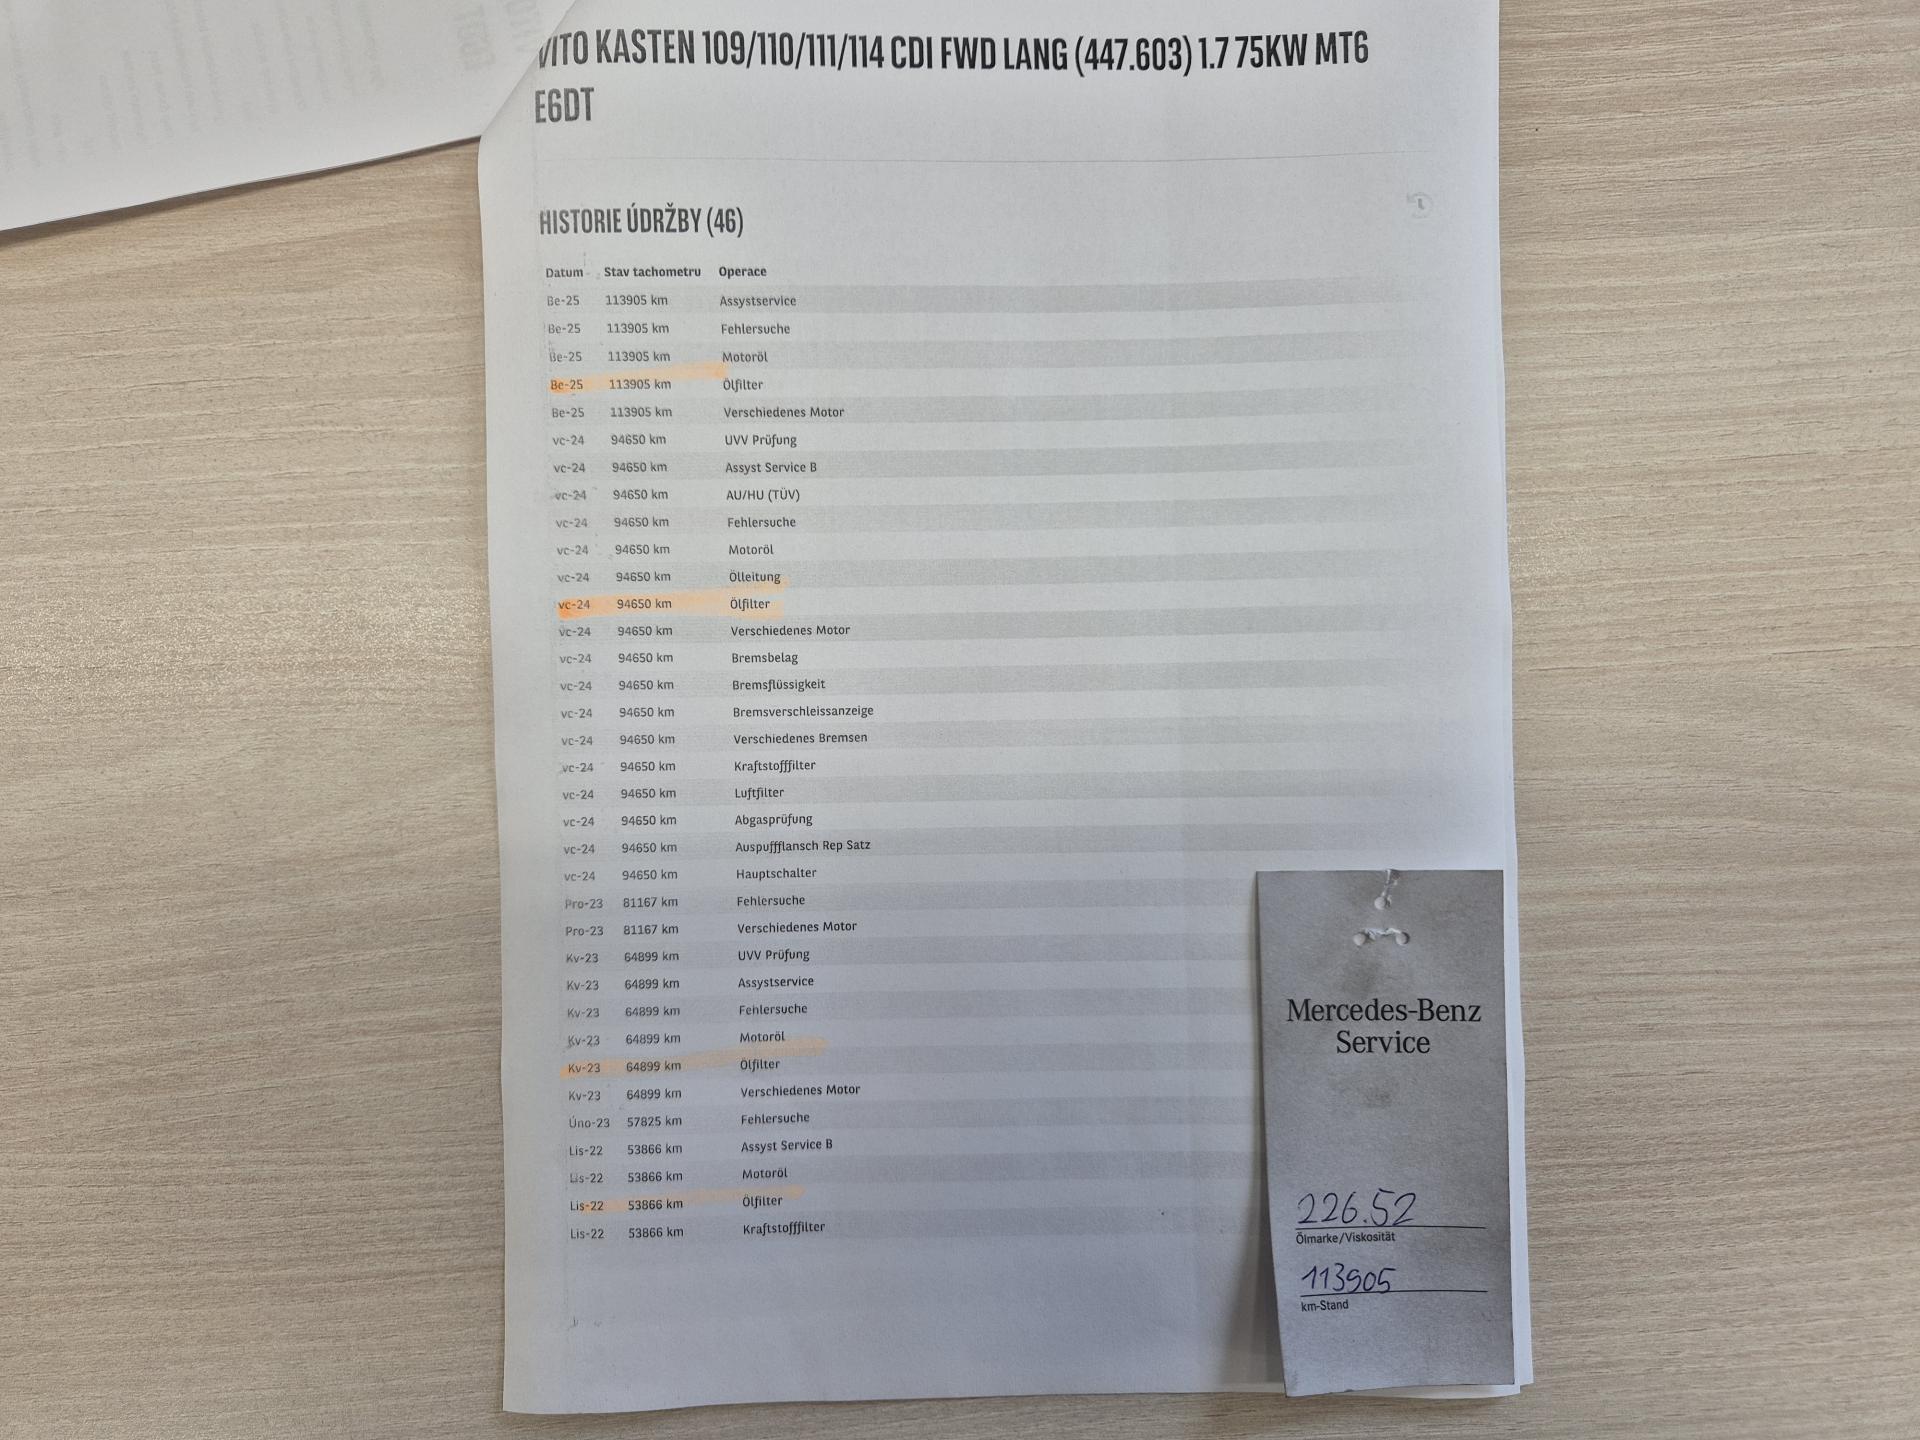 VITO KASTEN 109/110/111/114 CDI FWD LANG (447.603) 1.7 75KW MT6
E6DT
HISTORIE ÚDRŽBY (46)
Datum Stav tachometru Operace
Be-25 113905 km Assystservice
Be-25 113905 km Fehlersuche
Be-25 113905 km Motoröl
Be-25 113905 km Ölfilter
Be-25 113905 km Verschiedenes Motor
vc-24 94650 km UVV Prüfung
vc-24 94650 km Assyst Service B
vc-24 94650 km AU/HU (TÜV)
vc-24 94650 km Fehlersuche
vc-24 94650 km Motoröl
vc-24 94650 km Ölleitung
vc-24 94650 km Ölfilter
vc-24 94650 km Verschiedenes Motor
vc-24 94650 km Bremsbelag
vc-24 94650 km Bremsflüssigkeit
vc-24 94650 km Bremsverschleissanzeige
vc-24 94650 km Verschiedenes Bremsen
vc-24 94650 km Kraftstofffilter
vc-24 94650 km Luftfilter
vc-24 94650 km Abgasprüfung
vc-24 94650 km Auspuffflansch Rep Satz
vc-24 94650 km Hauptschalter
Pro-23 81167 km Fehlersuche
Pro-23 81167 km Verschiedenes Motor
Kv-23 64899 km UVV Prüfung
Kv-23 64899 km Assystservice
Kv-23 64899 km Fehlersuche
Kv-23 64899 km Motoröl
Kv-23 64899 km Ölfilter
Kv-23 64899 km Verschiedenes Motor
Úno-23 57825 km Fehlersuche
Lis-22 53866 km Assyst Service B
Lis-22 53866 km Motoröl
Lis-22 53866 km Ölfilter
Lis-22 53866 km Kraftstofffilter
Mercedes-Benz
Service
226.52
Ölmarke/Viskosität
113905
km-Stand